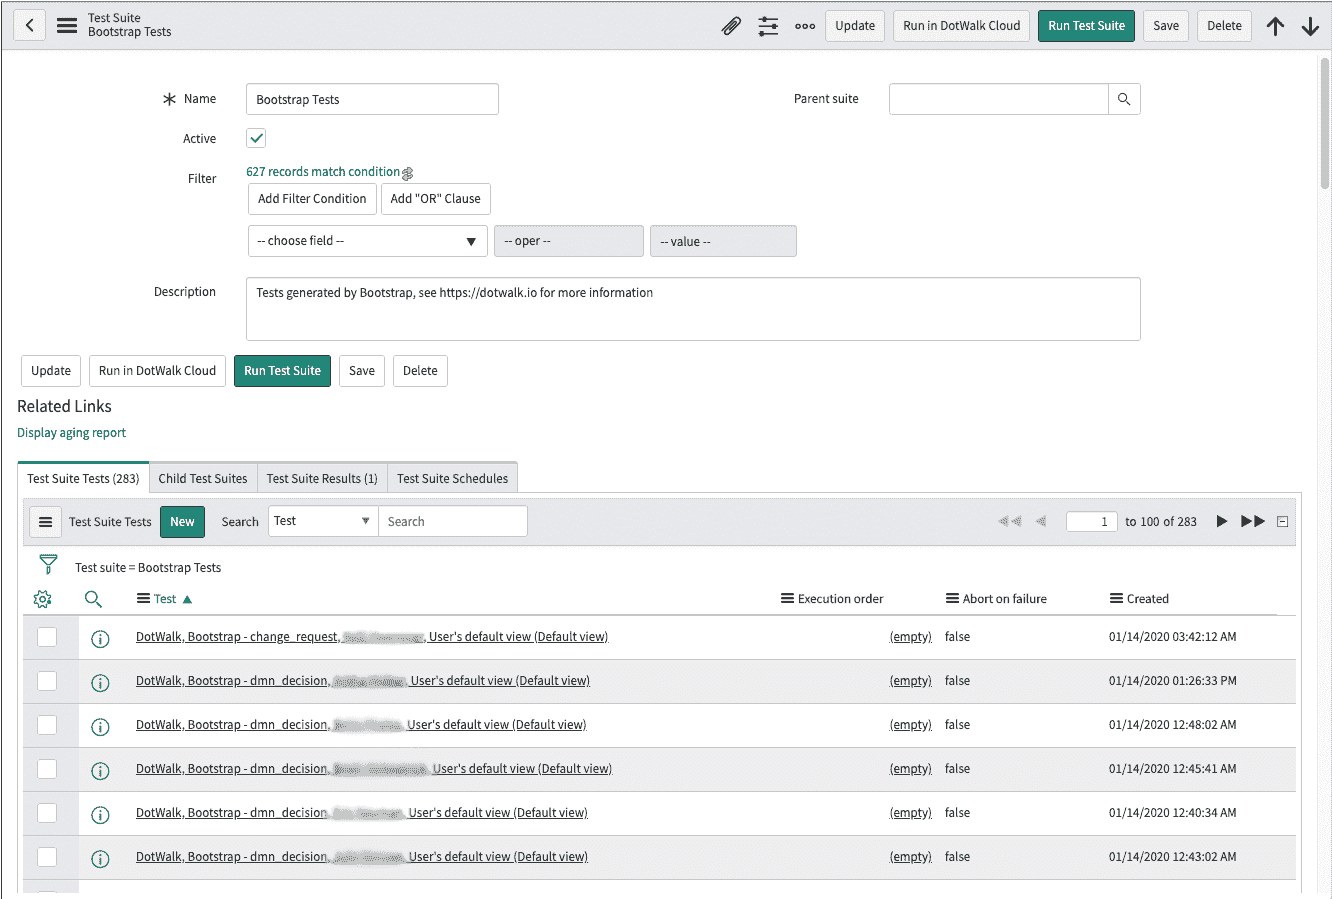 Test Suite
Bootstrap Tests
Update Run in DotWalk Cloud Run Test Suite Save Delete
Name Bootstrap Tests Parent suite
Active
Filter 627 records match condition
Add Filter Condition Add "OR" Clause
-- choose field -- -- oper -- -- value --
Description Tests generated by Bootstrap, see https://dotwalk.io for more information
Update Run in DotWalk Cloud Run Test Suite Save Delete
Related Links
Display aging report
Test Suite Tests (283) Child Test Suites Test Suite Results (1) Test Suite Schedules
Test Suite Tests New Search Test Search 1 to 100 of 283
Test suite = Bootstrap Tests
Test Execution order Abort on failure Created
DotWalk, Bootstrap - change_request, , User's default view (Default view) (empty) false 01/14/2020 03:42:12 AM
DotWalk, Bootstrap - dmn_decision, , User's default view (Default view) (empty) false 01/14/2020 01:26:33 PM
DotWalk, Bootstrap - dmn_decision, , User's default view (Default view) (empty) false 01/14/2020 12:48:02 AM
DotWalk, Bootstrap - dmn_decision, , User's default view (Default view) (empty) false 01/14/2020 12:45:41 AM
DotWalk, Bootstrap - dmn_decision, , User's default view (Default view) (empty) false 01/14/2020 12:40:34 AM
DotWalk, Bootstrap - dmn_decision, , User's default view (Default view) (empty) false 01/14/2020 12:43:02 AM